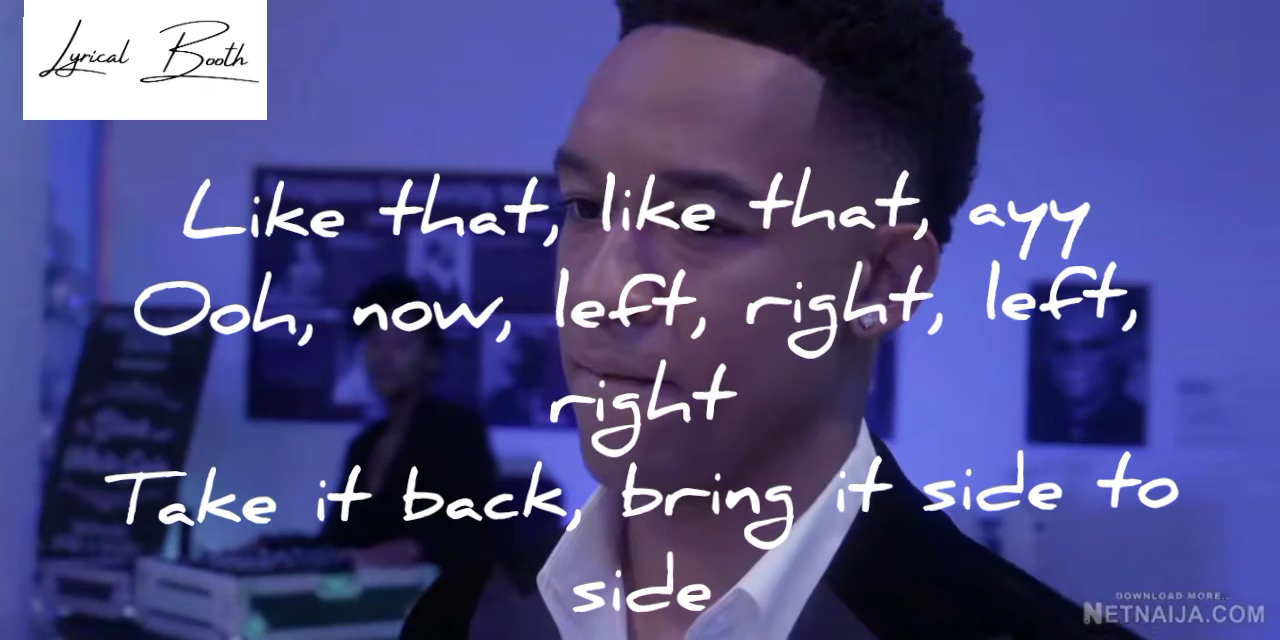 Lyrical Booth
Like that, like that, ayy
Ooh, now, left, right, left,
right
Take it back, bring it side to
side
DOWNLOAD MORE..
NETNAIJA.COM